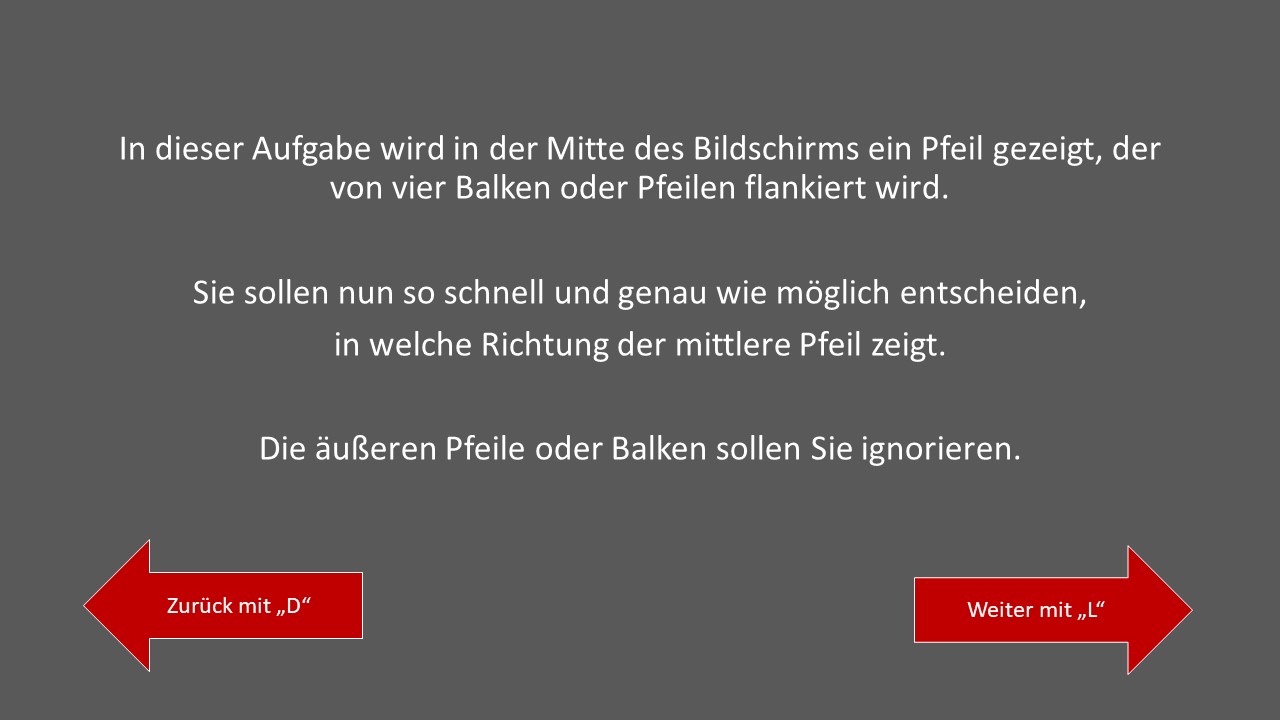 In dieser Aufgabe wird in der Mitte des Bildschirms ein Pfeil gezeigt, der
von vier Balken oder Pfeilen flankiert wird.
Sie sollen nun so schnell und genau wie möglich entscheiden,
in welche Richtung der mittlere Pfeil zeigt.
Die äußeren Pfeile oder Balken sollen Sie ignorieren.
Zurück mit „D“
Weiter mit „L“